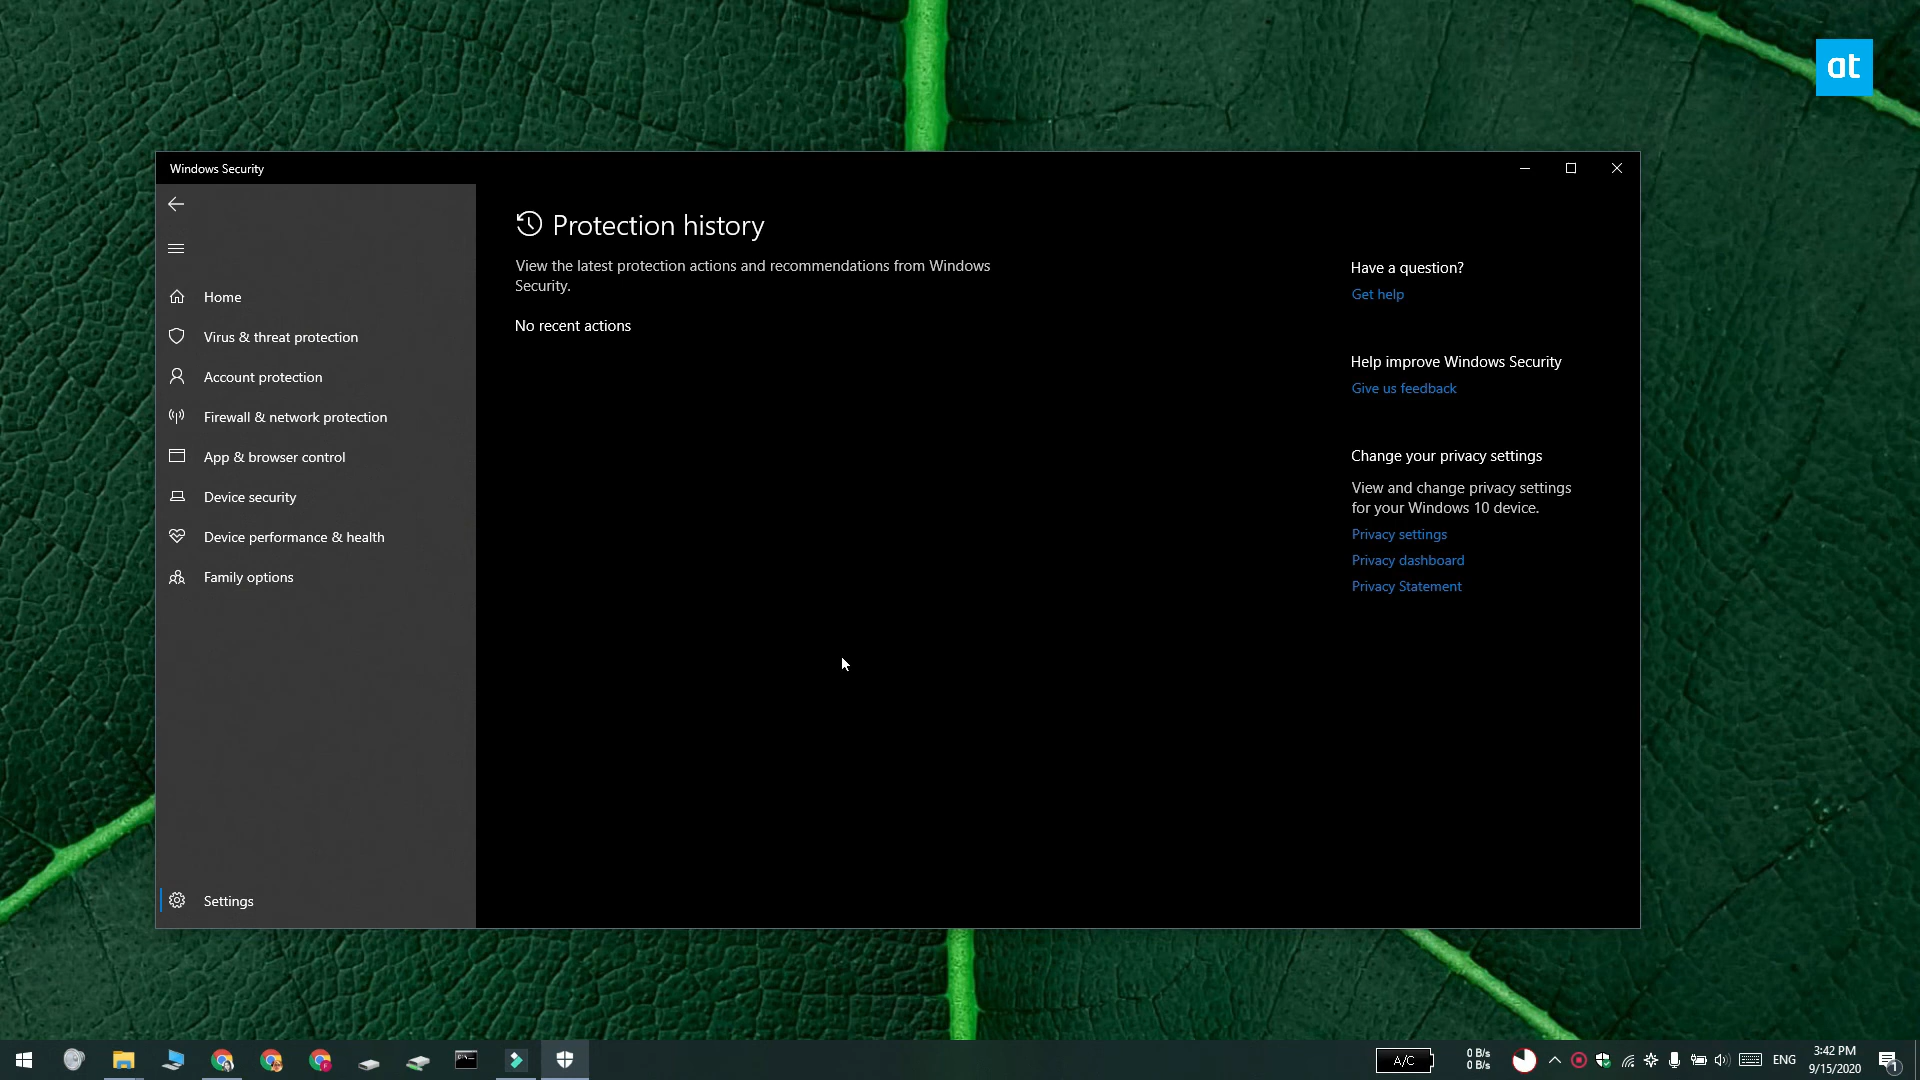 at
Windows Security
Protection history
View the latest protection actions and recommendations from Windows
Security.
No recent actions
Home
Virus & threat protection
Account protection
Firewall & network protection
App & browser control
Device security
Device performance & health
Family options
Settings
Have a question?
Get help
Help improve Windows Security
Give us feedback
Change your privacy settings
View and change privacy settings
for your Windows 10 device.
Privacy settings
Privacy dashboard
Privacy Statement
A/C
0 B/s
0 B/s
ENG
3:42 PM
9/15/2020
1